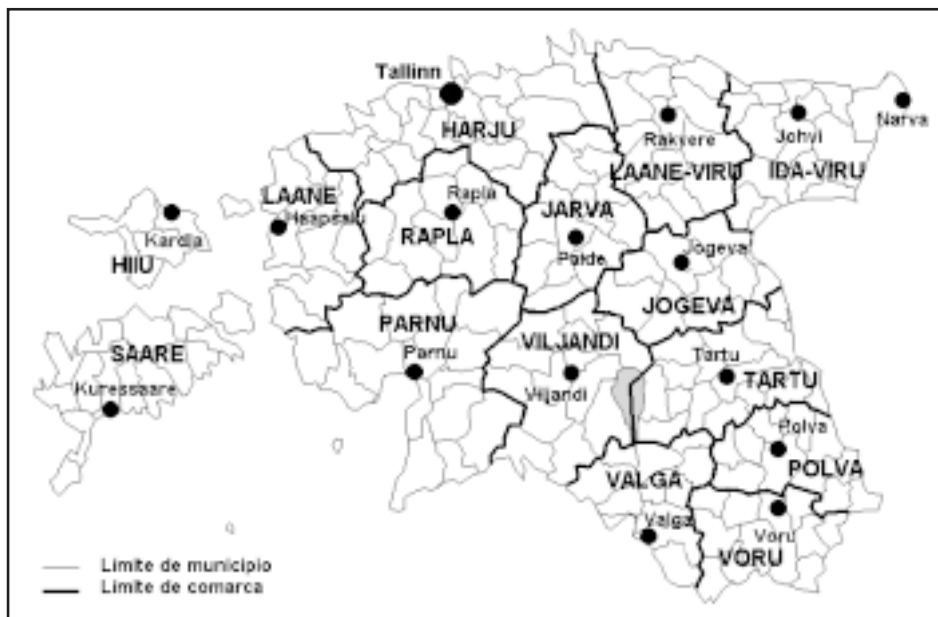 Tallinn
HARJU
Rakvere
LAANE-VIRU
Johvi
IDA-VIRU
Narva
LAANE
Haapsalu
Rapla
RAPLA
JARVA
Paide
Kardla
HIIU
Jogeva
JOGEVA
SAARE
Kuressaare
PARNU
Parnu
VILJANDI
Viljandi
Tartu
TARTU
Polva
POLVA
VALGA
Valga
Voru
VORU
Limite de municipio
Limite de comarca